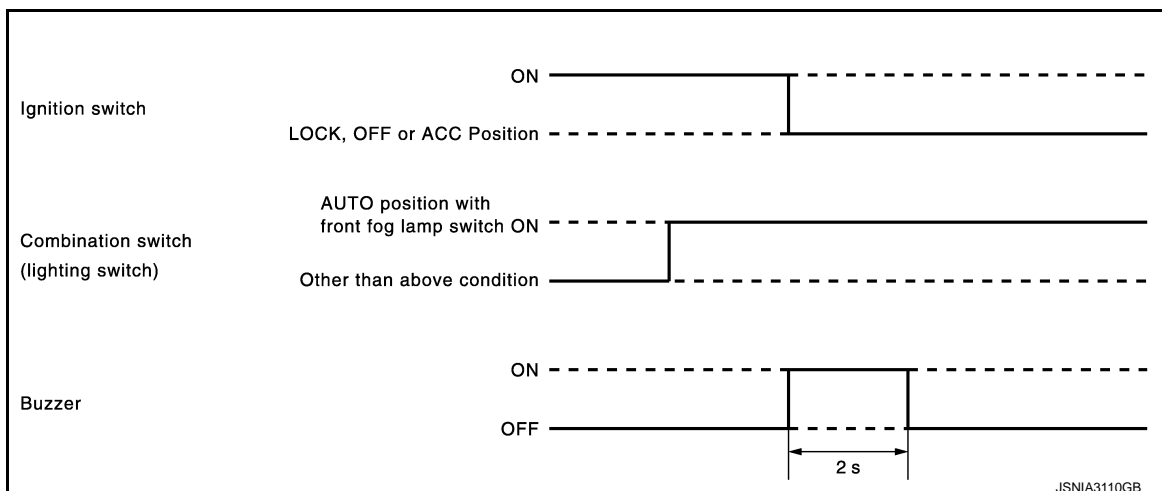 ON
Ignition switch
LOCK, OFF or ACC Position
AUTO position with
front fog lamp switch ON
Combination switch
(lighting switch)
Other than above condition
ON
Buzzer
OFF
2 s
JSNIA3110GB